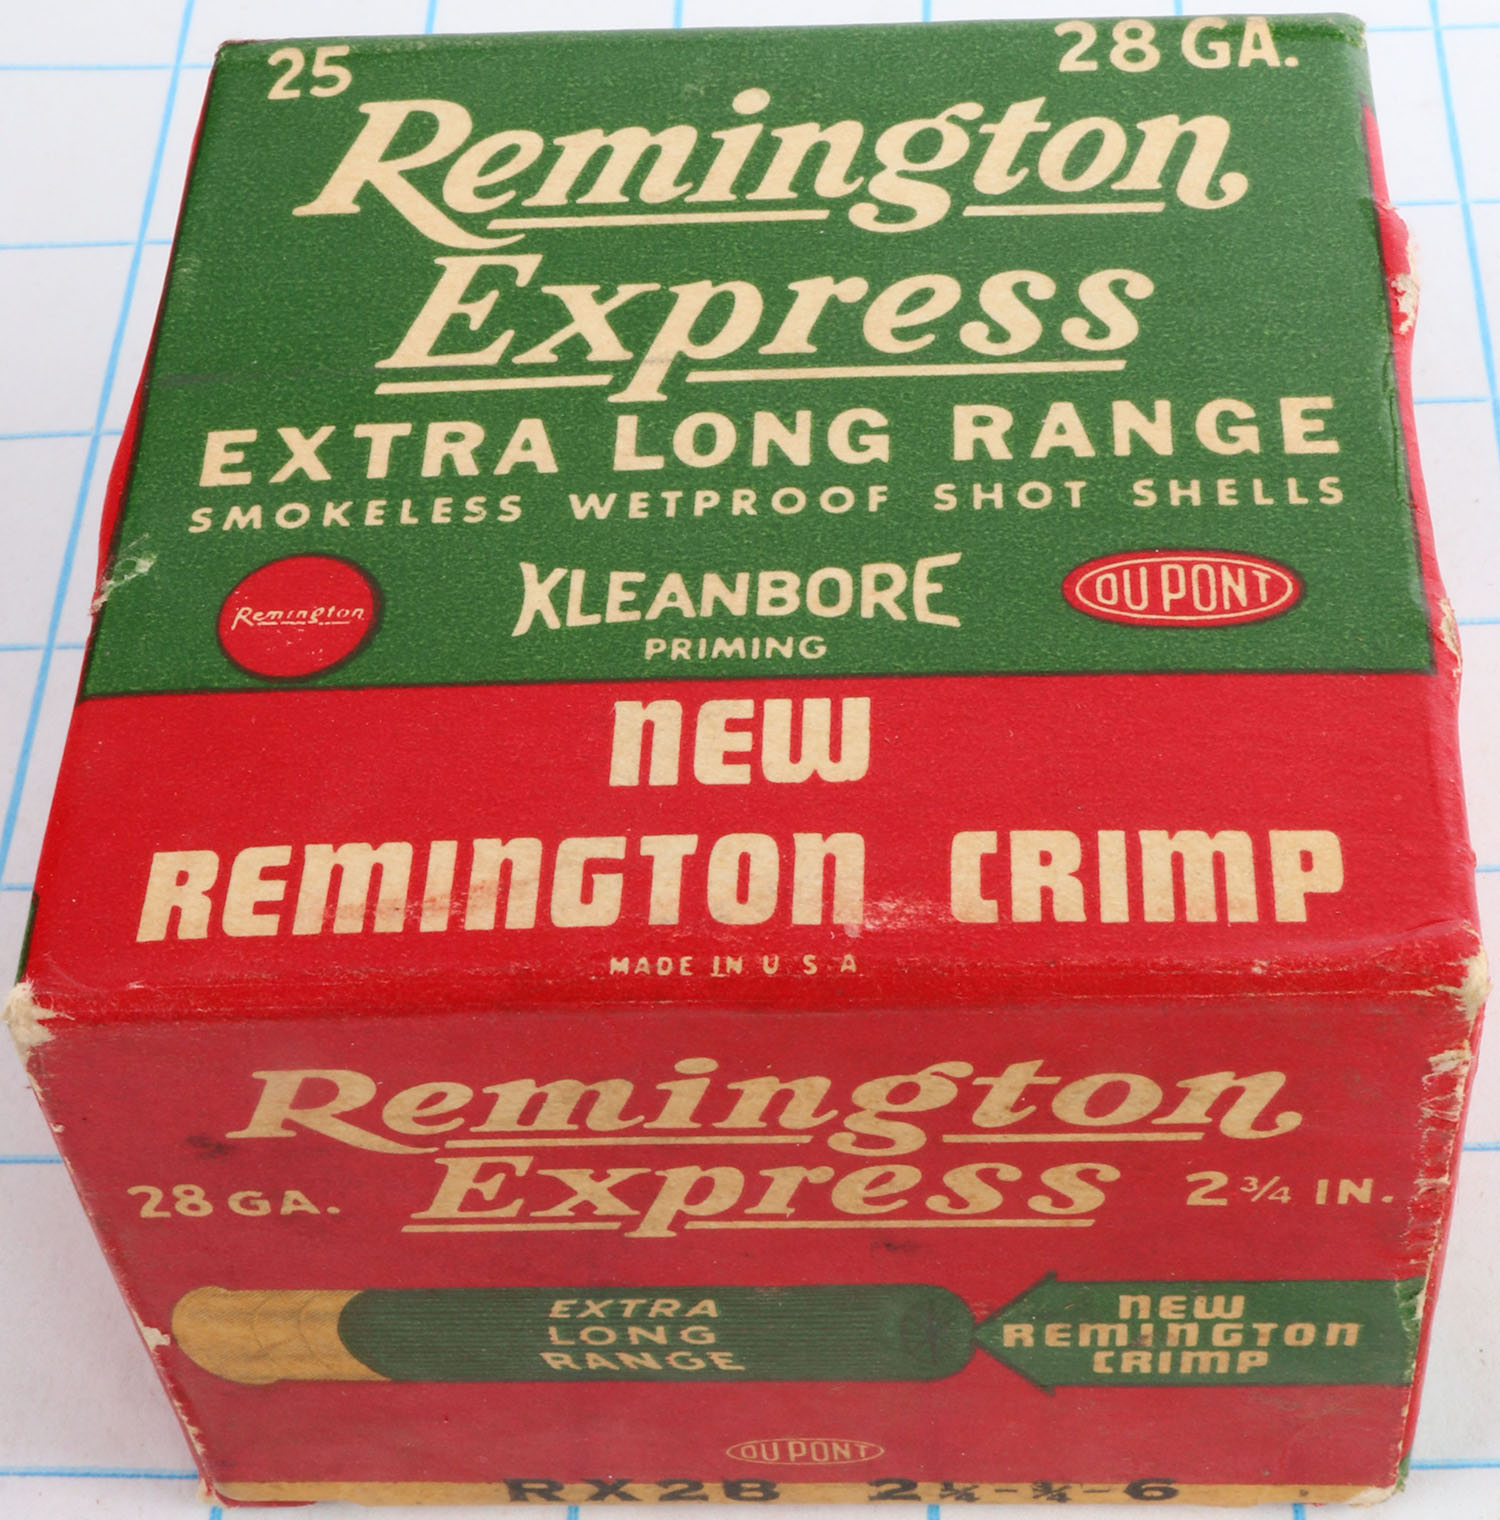 25 28 GA.
Remington
Express
EXTRA LONG RANGE
SMOKELESS WETPROOF SHOT SHELLS
Remington KLEANBORE DU PONT
PRIMING
NEW
REMINGTON CRIMP
MADE IN U.S.A.
Remington
28 GA. Express 2 3/4 IN.
EXTRA
LONG
RANGE
NEW
REMINGTON
CRIMP
DU PONT
RX28 2¼-¾-6